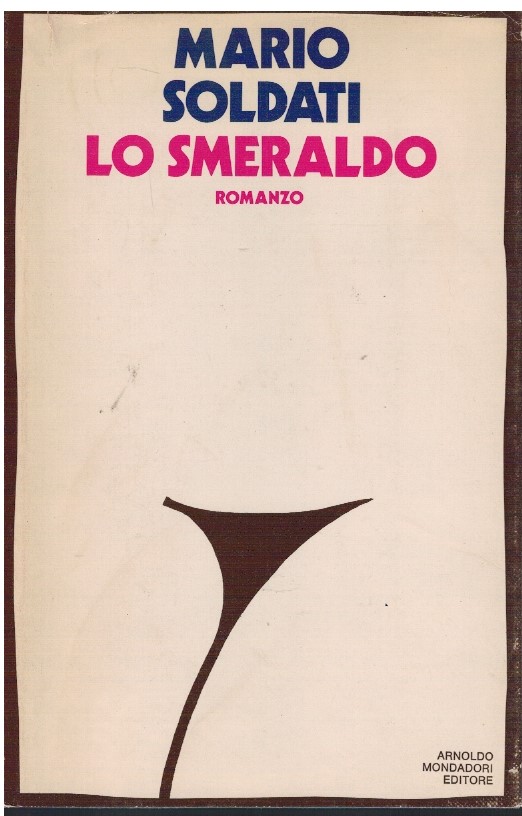 MARIO
SOLDATI
LO SMERALDO
ROMANZO
ARNOLDO
MONDADORI
EDITORE